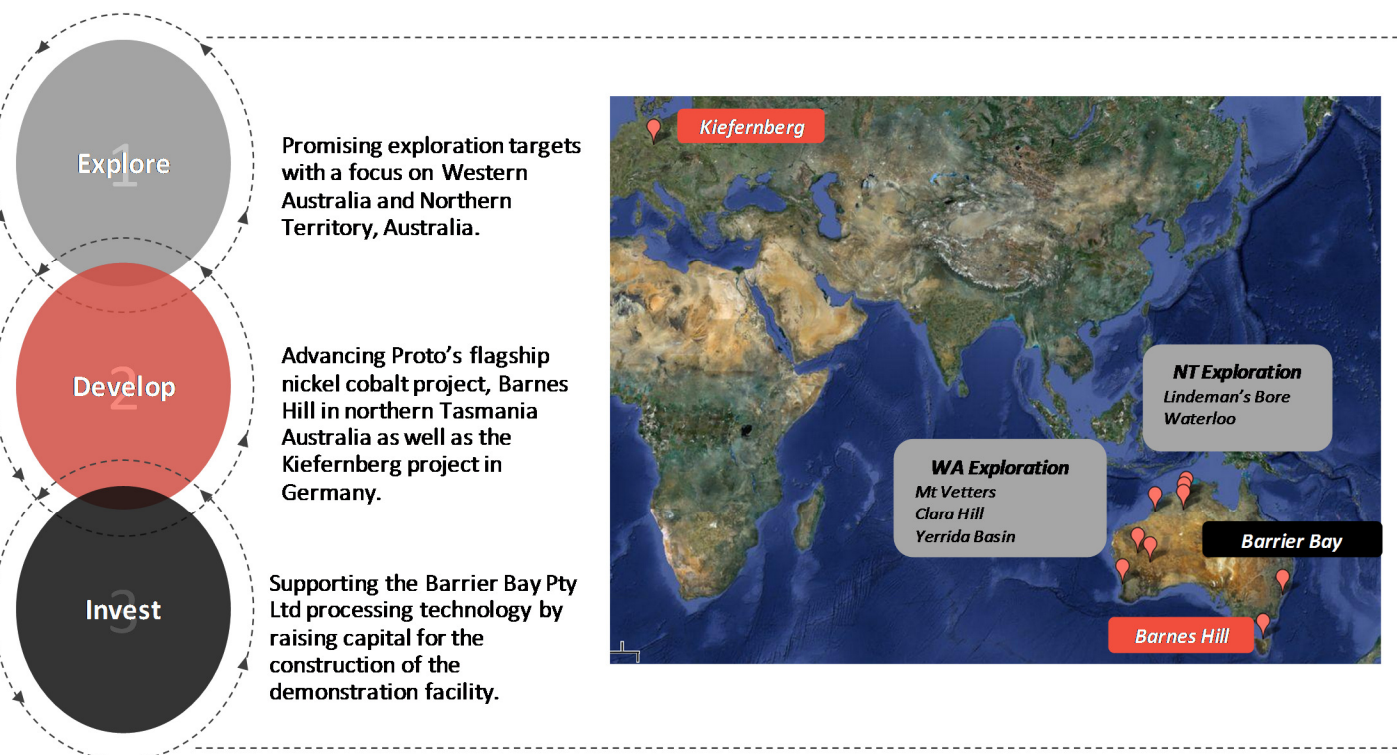 1
Explore
Promising exploration targets
with a focus on Western
Australia and Northern
Territory, Australia.
2
Develop
Advancing Proto's flagship
nickel cobalt project, Barnes
Hill in northern Tasmania
Australia as well as the
Kiefernberg project in
Germany.
3
Invest
Supporting the Barrier Bay Pty
Ltd processing technology by
raising capital for the
construction of the
demonstration facility.
Kiefernberg
NT Exploration
Lindeman's Bore
Waterloo
WA Exploration
Mt Vetters
Clara Hill
Yerrida Basin
Barrier Bay
Barnes Hill